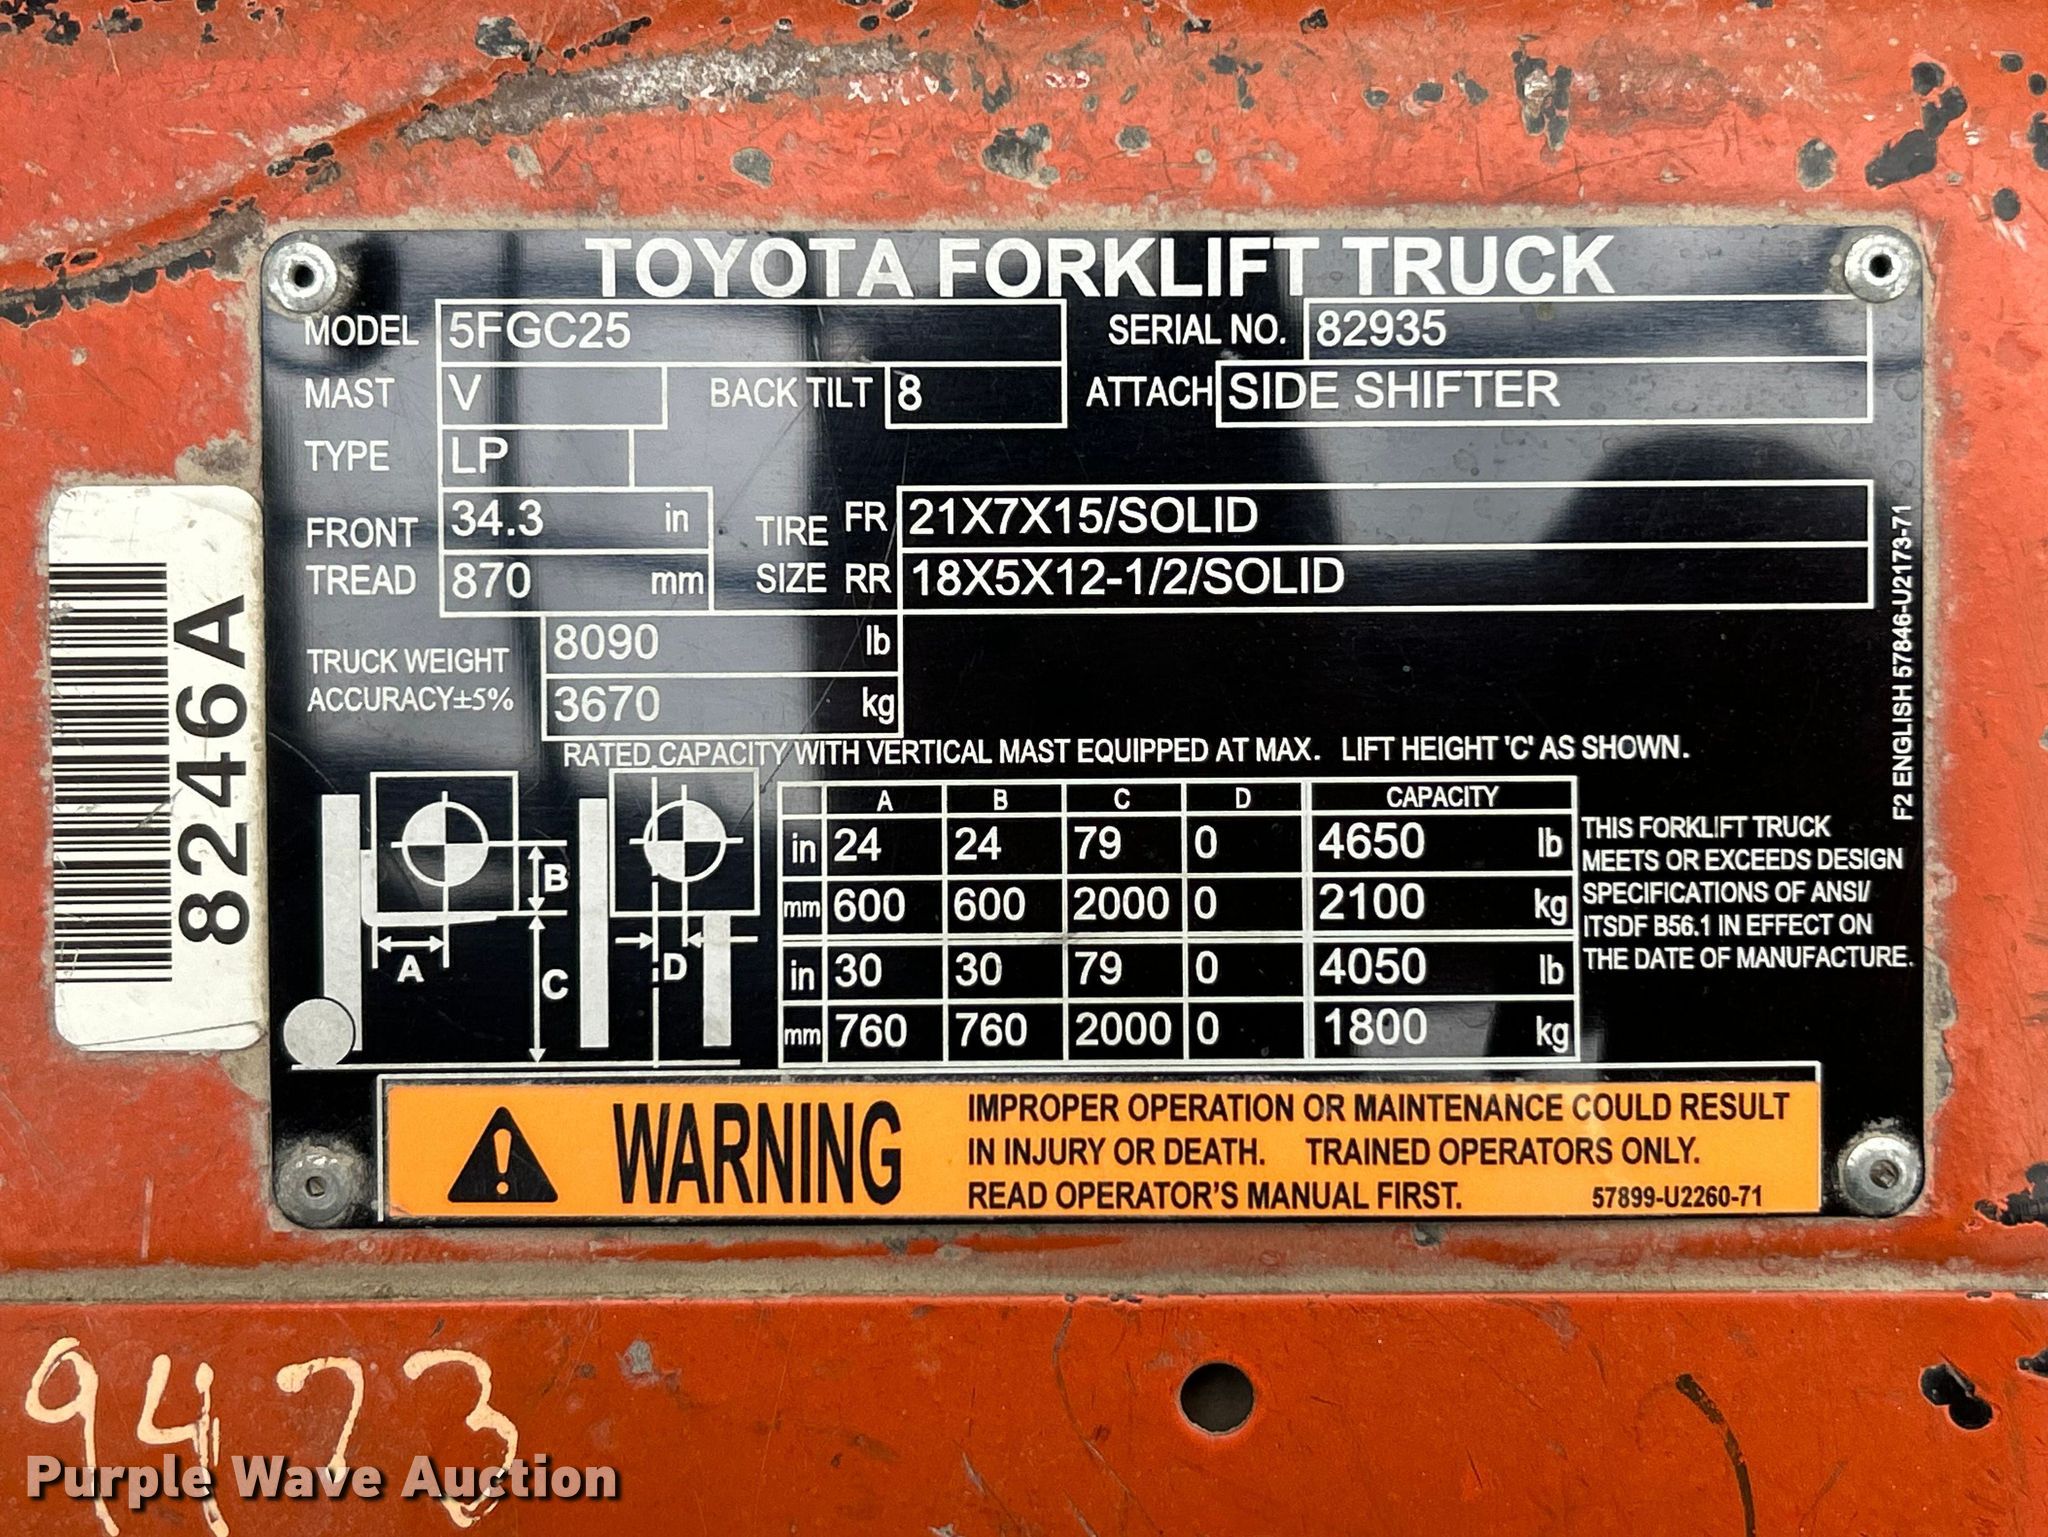 TOYOTA FORKLIFT TRUCK
MODEL 5FGC25 SERIAL NO. 82935
MAST V BACK TILT 8 ATTACH SIDE SHIFTER
TYPE LP
FRONT TREAD 34.3 in TIRE SIZE FR 21X7X15/SOLID
870 mm RR 18X5X12-1/2/SOLID
TRUCK WEIGHT 8090 lb
ACCURACY±5% 3670 kg
RATED CAPACITY WITH VERTICAL MAST EQUIPPED AT MAX. LIFT HEIGHT 'C' AS SHOWN.
A B C D CAPACITY
in 24 24 79 0 4650 lb
mm 600 600 2000 0 2100 kg
in 30 30 79 0 4050 lb
mm 760 760 2000 0 1800 kg
B
A
C
D
THIS FORKLIFT TRUCK
MEETS OR EXCEEDS DESIGN
SPECIFICATIONS OF ANSI/
ITSDF B56.1 IN EFFECT ON
THE DATE OF MANUFACTURE.
F2 ENGLISH 57846-U2173-71
WARNING
IMPROPER OPERATION OR MAINTENANCE COULD RESULT
IN INJURY OR DEATH. TRAINED OPERATORS ONLY.
READ OPERATOR'S MANUAL FIRST. 57899-U2260-71
8246A
9473
Purple Wave Auction